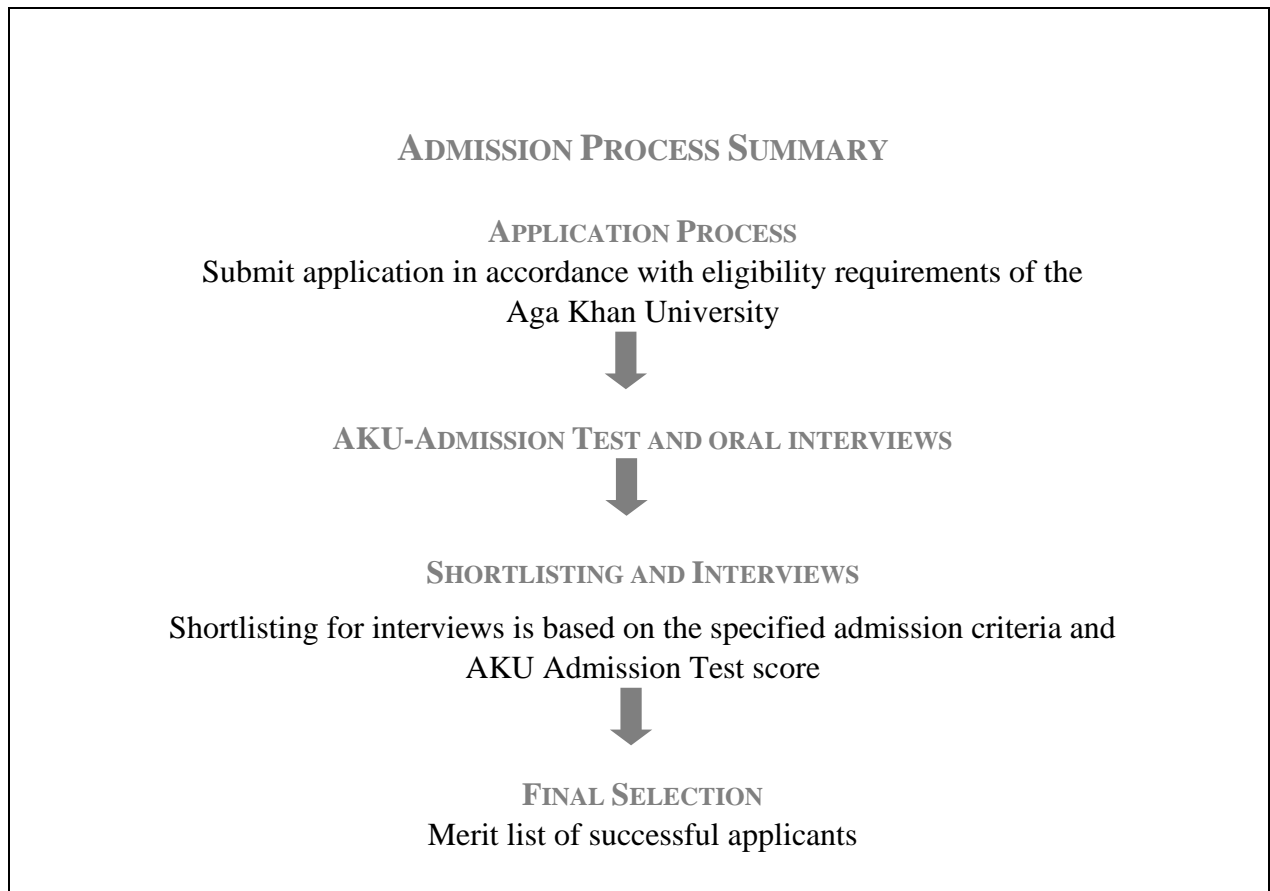 ADMISSION PROCESS SUMMARY
APPLICATION PROCESS
Submit application in accordance with eligibility requirements of the
Aga Khan University
AKU-ADMISSION TEST AND ORAL INTERVIEWS
SHORTLISTING AND INTERVIEWS
Shortlisting for interviews is based on the specified admission criteria and
AKU Admission Test score
FINAL SELECTION
Merit list of successful applicants